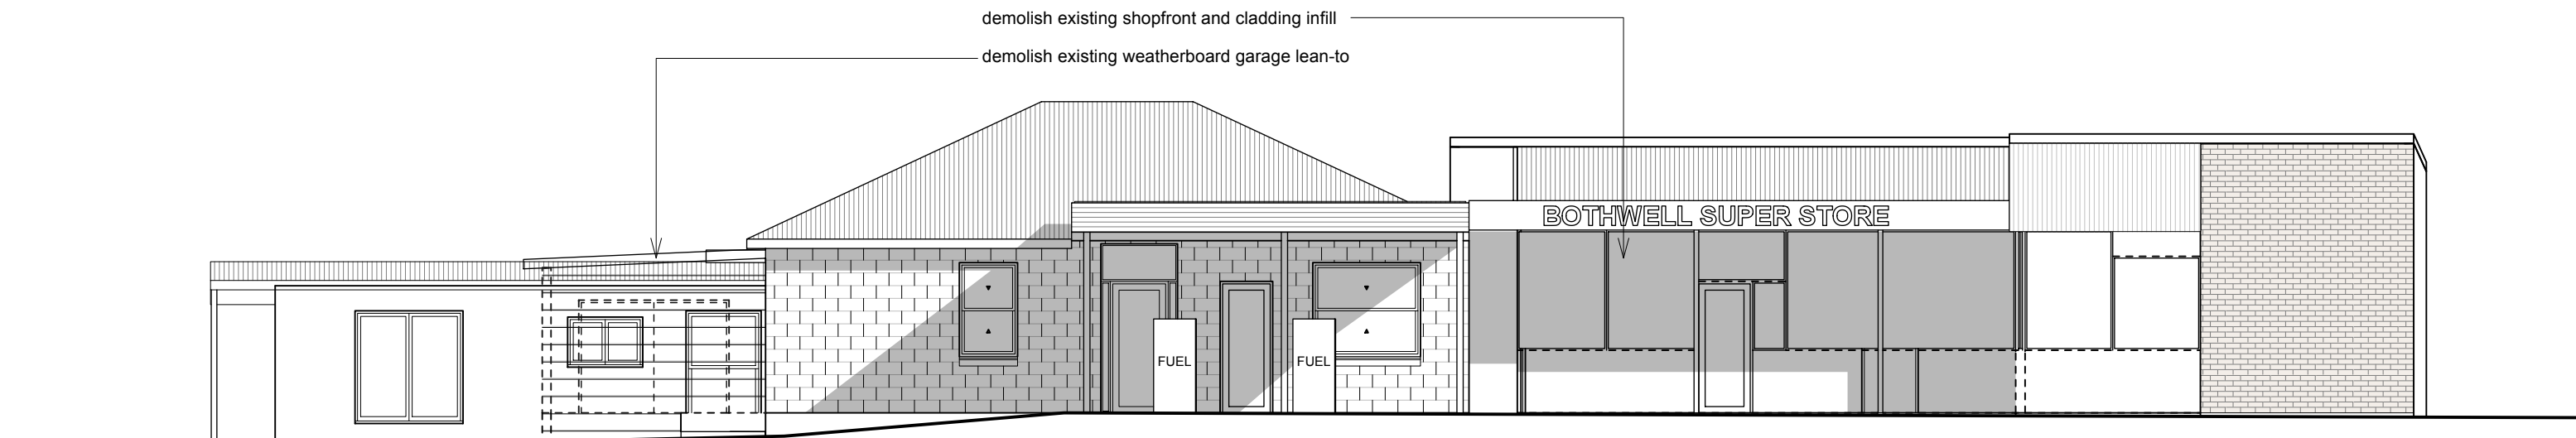 demolish existing shopfront and cladding infill
demolish existing weatherboard garage lean-to
BOTHWELL SUPER STORE
FUEL
FUEL